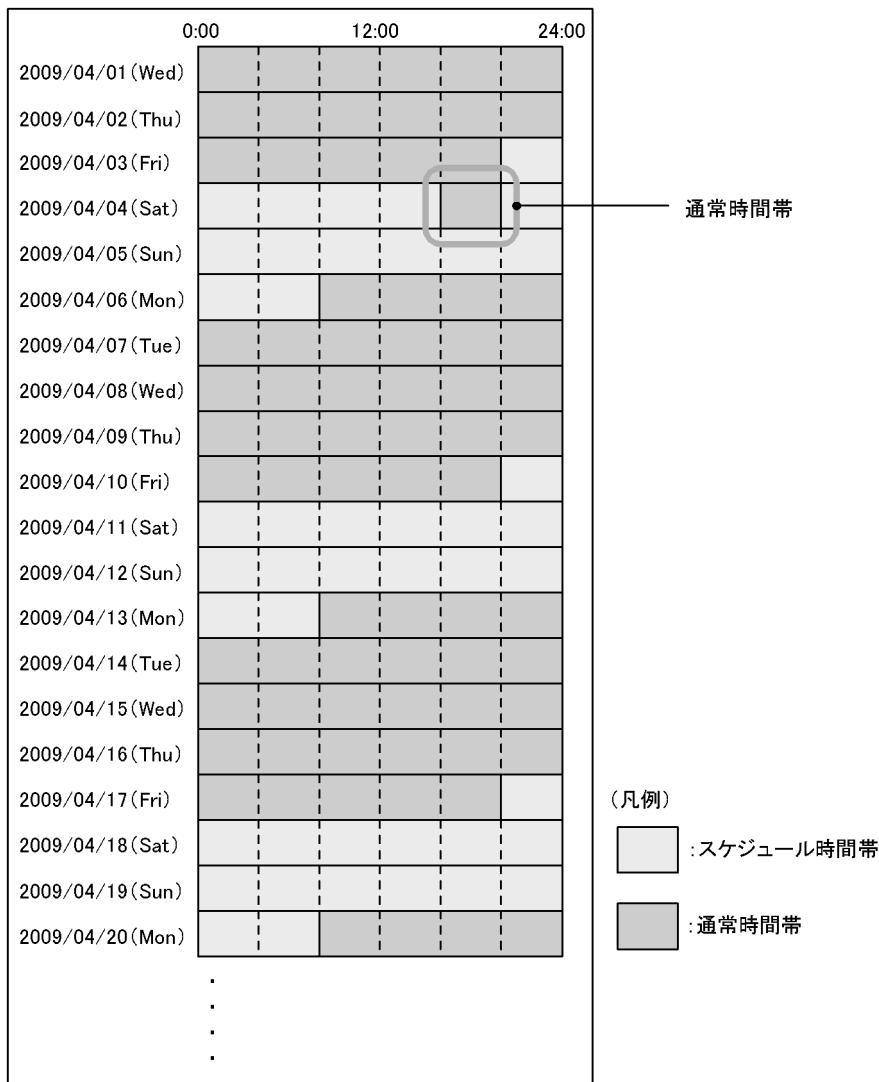 0:00 12:00 24:00
2009/04/01(Wed)
2009/04/02(Thu)
2009/04/03(Fri)
2009/04/04(Sat)
通常時間帯
2009/04/05(Sun)
2009/04/06(Mon)
2009/04/07(Tue)
2009/04/08(Wed)
2009/04/09(Thu)
2009/04/10(Fri)
2009/04/11(Sat)
2009/04/12(Sun)
2009/04/13(Mon)
2009/04/14(Tue)
2009/04/15(Wed)
2009/04/16(Thu)
2009/04/17(Fri)
2009/04/18(Sat)
2009/04/19(Sun)
2009/04/20(Mon)
(凡例)
:スケジュール時間帯
:通常時間帯